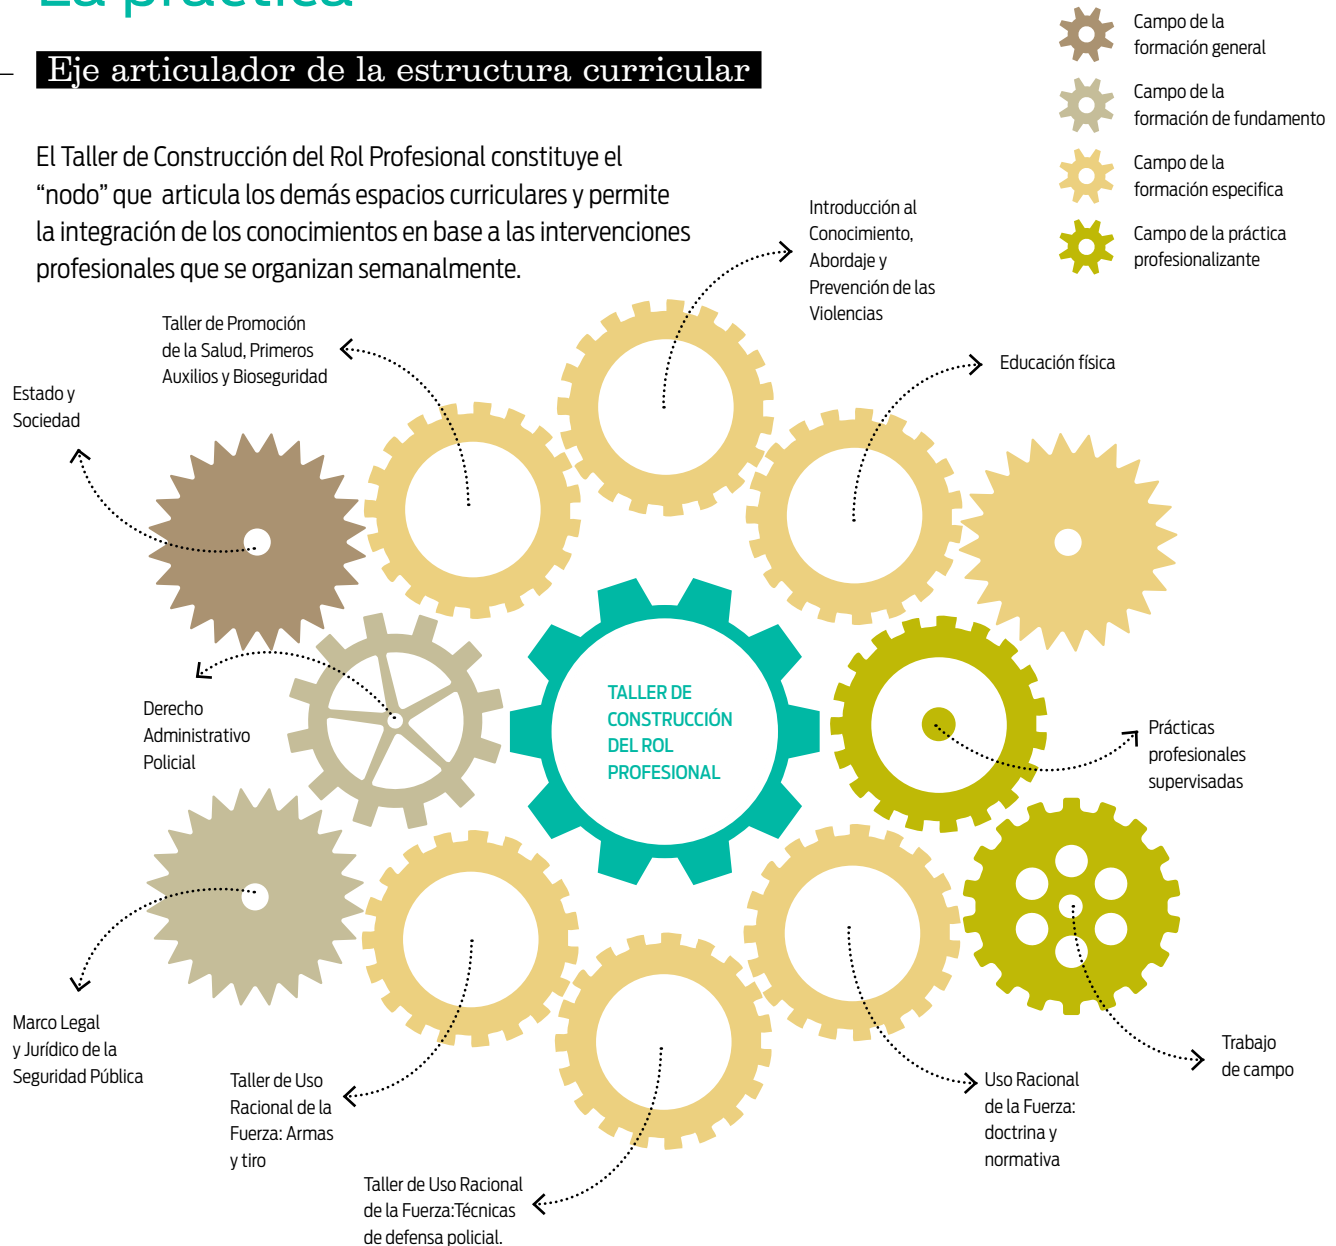 La práctica
Eje articulador de la estructura curricular
El Taller de Construcción del Rol Profesional constituye el
“nodo” que articula los demás espacios curriculares y permite
la integración de los conocimientos en base a las intervenciones
profesionales que se organizan semanalmente.
Campo de la
formación general
Campo de la
formación de fundamento
Campo de la
formación especifica
Campo de la práctica
profesionalizante
Introducción al
Conocimiento,
Abordaje y
Prevención de las
Violencias
Taller de Promoción
de la Salud, Primeros
Auxilios y Bioseguridad
Educación física
Estado y
Sociedad
TALLER DE
CONSTRUCCIÓN
DEL ROL
PROFESIONAL
Derecho
Administrativo
Policial
Prácticas
profesionales
supervisadas
Marco Legal
y Jurídico de la
Seguridad Pública
Taller de Uso
Racional de la
Fuerza: Armas
y tiro
Taller de Uso Racional
de la Fuerza:Técnicas
de defensa policial.
Uso Racional
de la Fuerza:
doctrina y
normativa
Trabajo
de campo